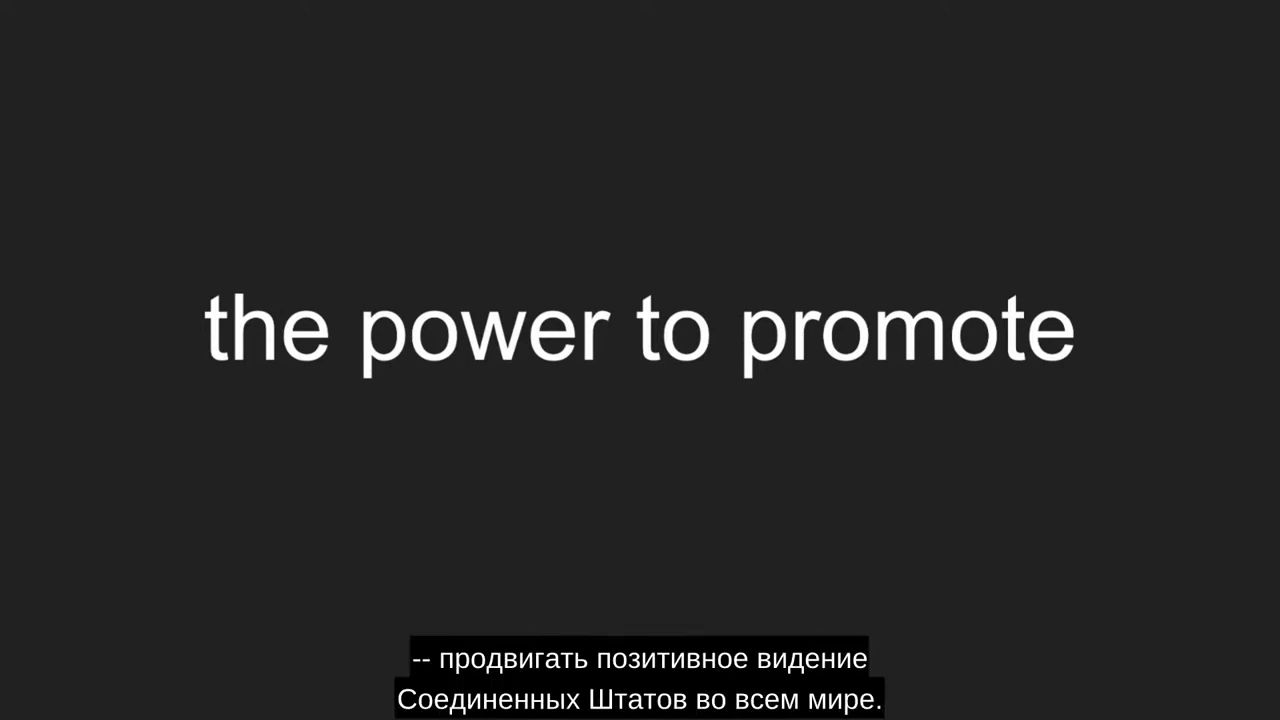 the power to promote
-- продвигать позитивное видение
Соединенных Штатов во всем мире.